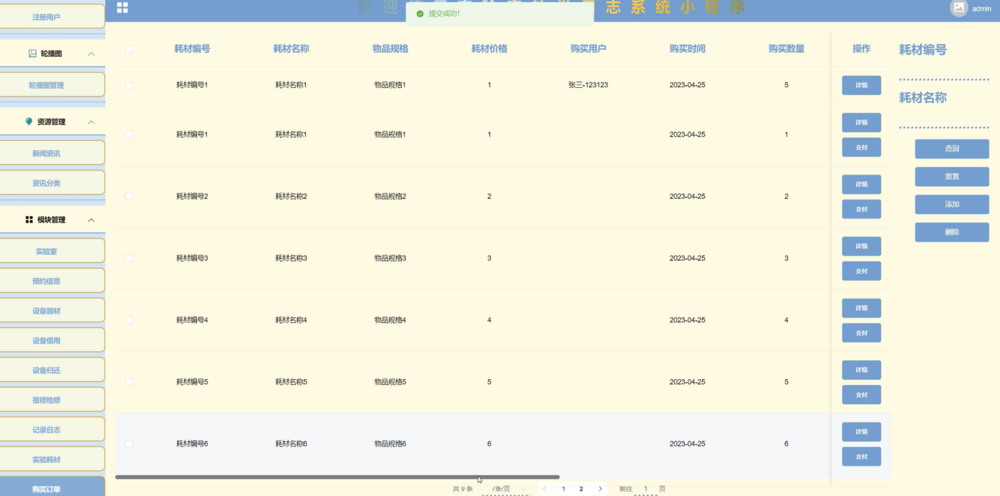 注册用户
轮播图
轮播图管理
资源管理
新闻资讯
资讯分类
模块管理
实验室
预约信息
设备器材
设备借用
设备归还
报修检修
记录日志
实验耗材
购买订单
欢迎
志系统小程序
提交成功!
admin
耗材编号 耗材名称 物品规格 耗材价格 购买用户 购买时间 购买数量 操作
耗材编号1 耗材名称1 物品规格1 1 张三-123123 2023-04-25 5 详情
耗材编号1 耗材名称1 物品规格1 1 2023-04-25 1 详情
支付
耗材编号2 耗材名称2 物品规格2 2 2023-04-25 2 详情
支付
耗材编号3 耗材名称3 物品规格3 3 2023-04-25 3 详情
支付
耗材编号4 耗材名称4 物品规格4 4 2023-04-25 4 详情
支付
耗材编号5 耗材名称5 物品规格5 5 2023-04-25 5 详情
支付
耗材编号6 耗材名称6 物品规格6 6 2023-04-25 6 详情
支付
共9条 7条/页 1 2 前往 1 页
耗材编号
耗材名称
查询
重置
添加
删除